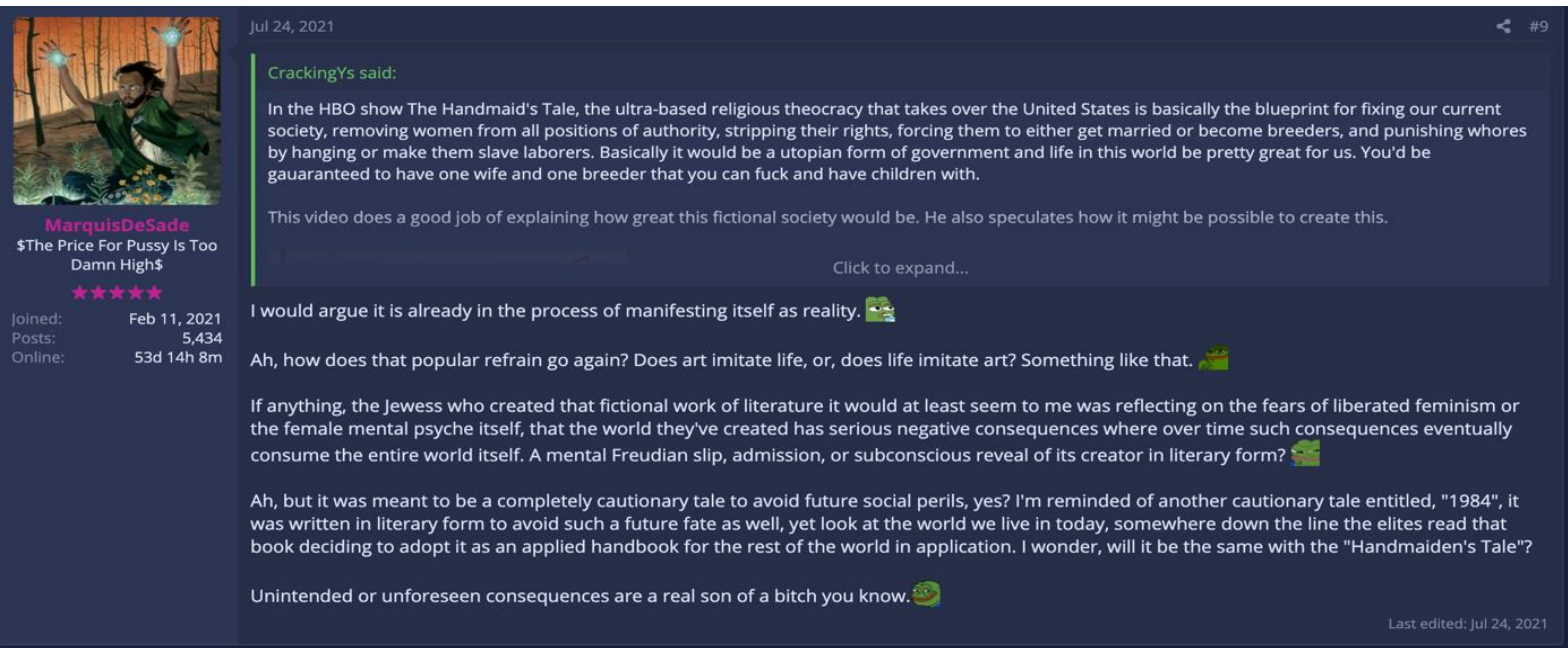 Jul 24, 2021
#9
CrackingYs said:
In the HBO show The Handmaid's Tale, the ultra-based religious theocracy that takes over the United States is basically the blueprint for fixing our current
society, removing women from all positions of authority, stripping their rights, forcing them to either get married or become breeders, and punishing whores
by hanging or make them slave laborers. Basically it would be a utopian form of government and life in this world be pretty great for us. You'd be
gauaranteed to have one wife and one breeder that you can fuck and have children with.
This video does a good job of explaining how great this fictional society would be. He also speculates how it might be possible to create this.
Click to expand...
MarquisDeSade
$The Price For Pussy Is Too
Damn High$
Joined: Feb 11, 2021
Posts: 5,434
Online: 53d 14h 8m
I would argue it is already in the process of manifesting itself as reality.
Ah, how does that popular refrain go again? Does art imitate life, or, does life imitate art? Something like that.
If anything, the Jewess who created that fictional work of literature it would at least seem to me was reflecting on the fears of liberated feminism or
the female mental psyche itself, that the world they've created has serious negative consequences where over time such consequences eventually
consume the entire world itself. A mental Freudian slip, admission, or subconscious reveal of its creator in literary form?
Ah, but it was meant to be a completely cautionary tale to avoid future social perils, yes? I'm reminded of another cautionary tale entitled, "1984", it
was written in literary form to avoid such a future fate as well, yet look at the world we live in today, somewhere down the line the elites read that
book deciding to adopt it as an applied handbook for the rest of the world in application. I wonder, will it be the same with the "Handmaiden's Tale"?
Unintended or unforeseen consequences are a real son of a bitch you know.
Last edited: Jul 24, 2021